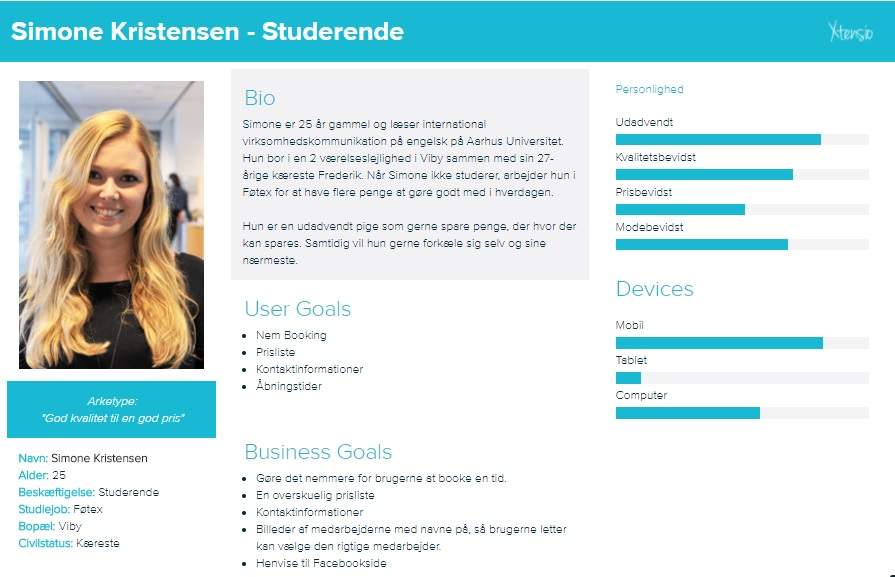 Simone Kristensen - Studerende
Xtensio
Arketype:
"God kvalitet til en god pris"
Navn: Simone Kristensen
Alder: 25
Beskæftigelse: Studerende
Studiejob: Føtex
Bopæl: Viby
Civilstatus: Kæreste
Bio
Simone er 25 år gammel og læser international
virksomhedskommunikation på engelsk på Aarhus Universitet.
Hun bor i en 2 værelseslejlighed i Viby sammen med sin 27-
årige kæreste Frederik. Når Simone ikke studerer, arbejder hun i
Føtex for at have flere penge at gøre godt med i hverdagen.
Hun er en udadvendt pige som gerne spare penge, der hvor der
kan spares. Samtidig vil hun gerne forkæle sig selv og sine
nærmeste.
User Goals
• Nem Booking
• Prisliste
• Kontaktinformationer
• Åbningstider
Business Goals
• Gøre det nemmere for brugerne at booke en tid.
• En overskuelig prisliste
• Kontaktinformationer
• Billeder af medarbejderne med navne på, så brugerne letter
kan vælge den rigtige medarbejder.
• Henvise til Facebookside
Personlighed
Udadvendt
Kvalitetsbevidst
Prisbevidst
Modebevidst
Devices
Mobil
Tablet
Computer